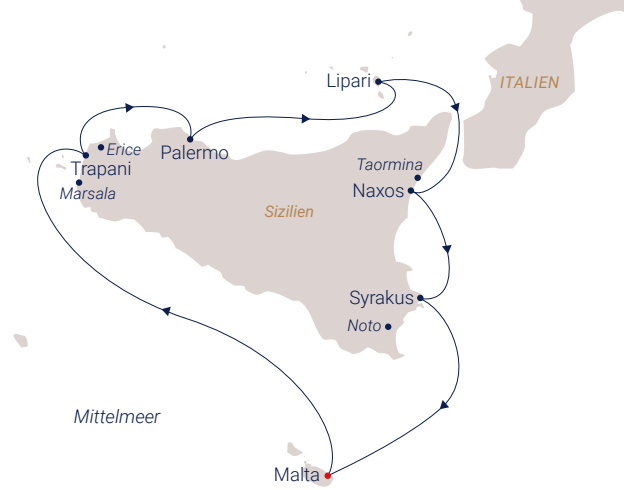 Lipari
ITALIEN
Erice
Palermo
Trapani
Taormina
Marsala
Naxos
Sizilien
Syrakus
Noto
Mittelmeer
Malta